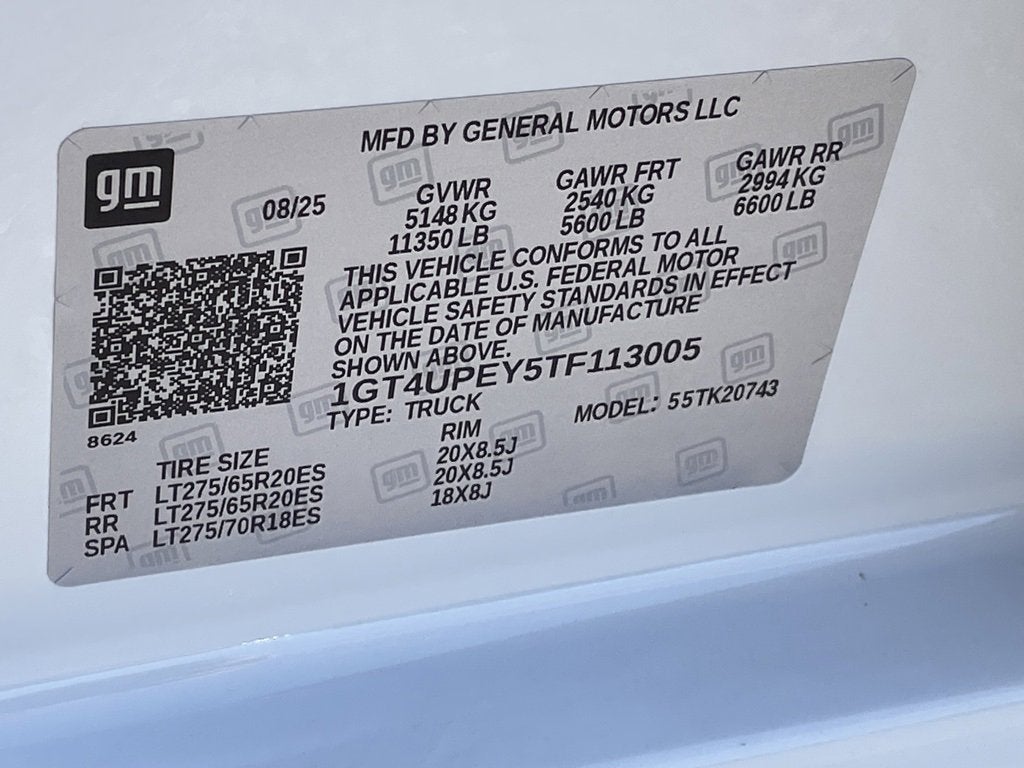 MFD BY GENERAL MOTORS LLC
gm
08/25
GVWR GAWR FRT GAWR RR
5148 KG 2540 KG 2994 KG
11350 LB 5600 LB 6600 LB
THIS VEHICLE CONFORMS TO ALL
APPLICABLE U.S. FEDERAL MOTOR
VEHICLE SAFETY STANDARDS IN EFFECT
ON THE DATE OF MANUFACTURE
SHOWN ABOVE.
1GT4UPEY5TF113005
TYPE: TRUCK MODEL: 55TK20743
8624
TIRE SIZE RIM
FRT LT275/65R20ES 20X8.5J
RR LT275/65R20ES 20X8.5J
SPA LT275/70R18ES 18X8J